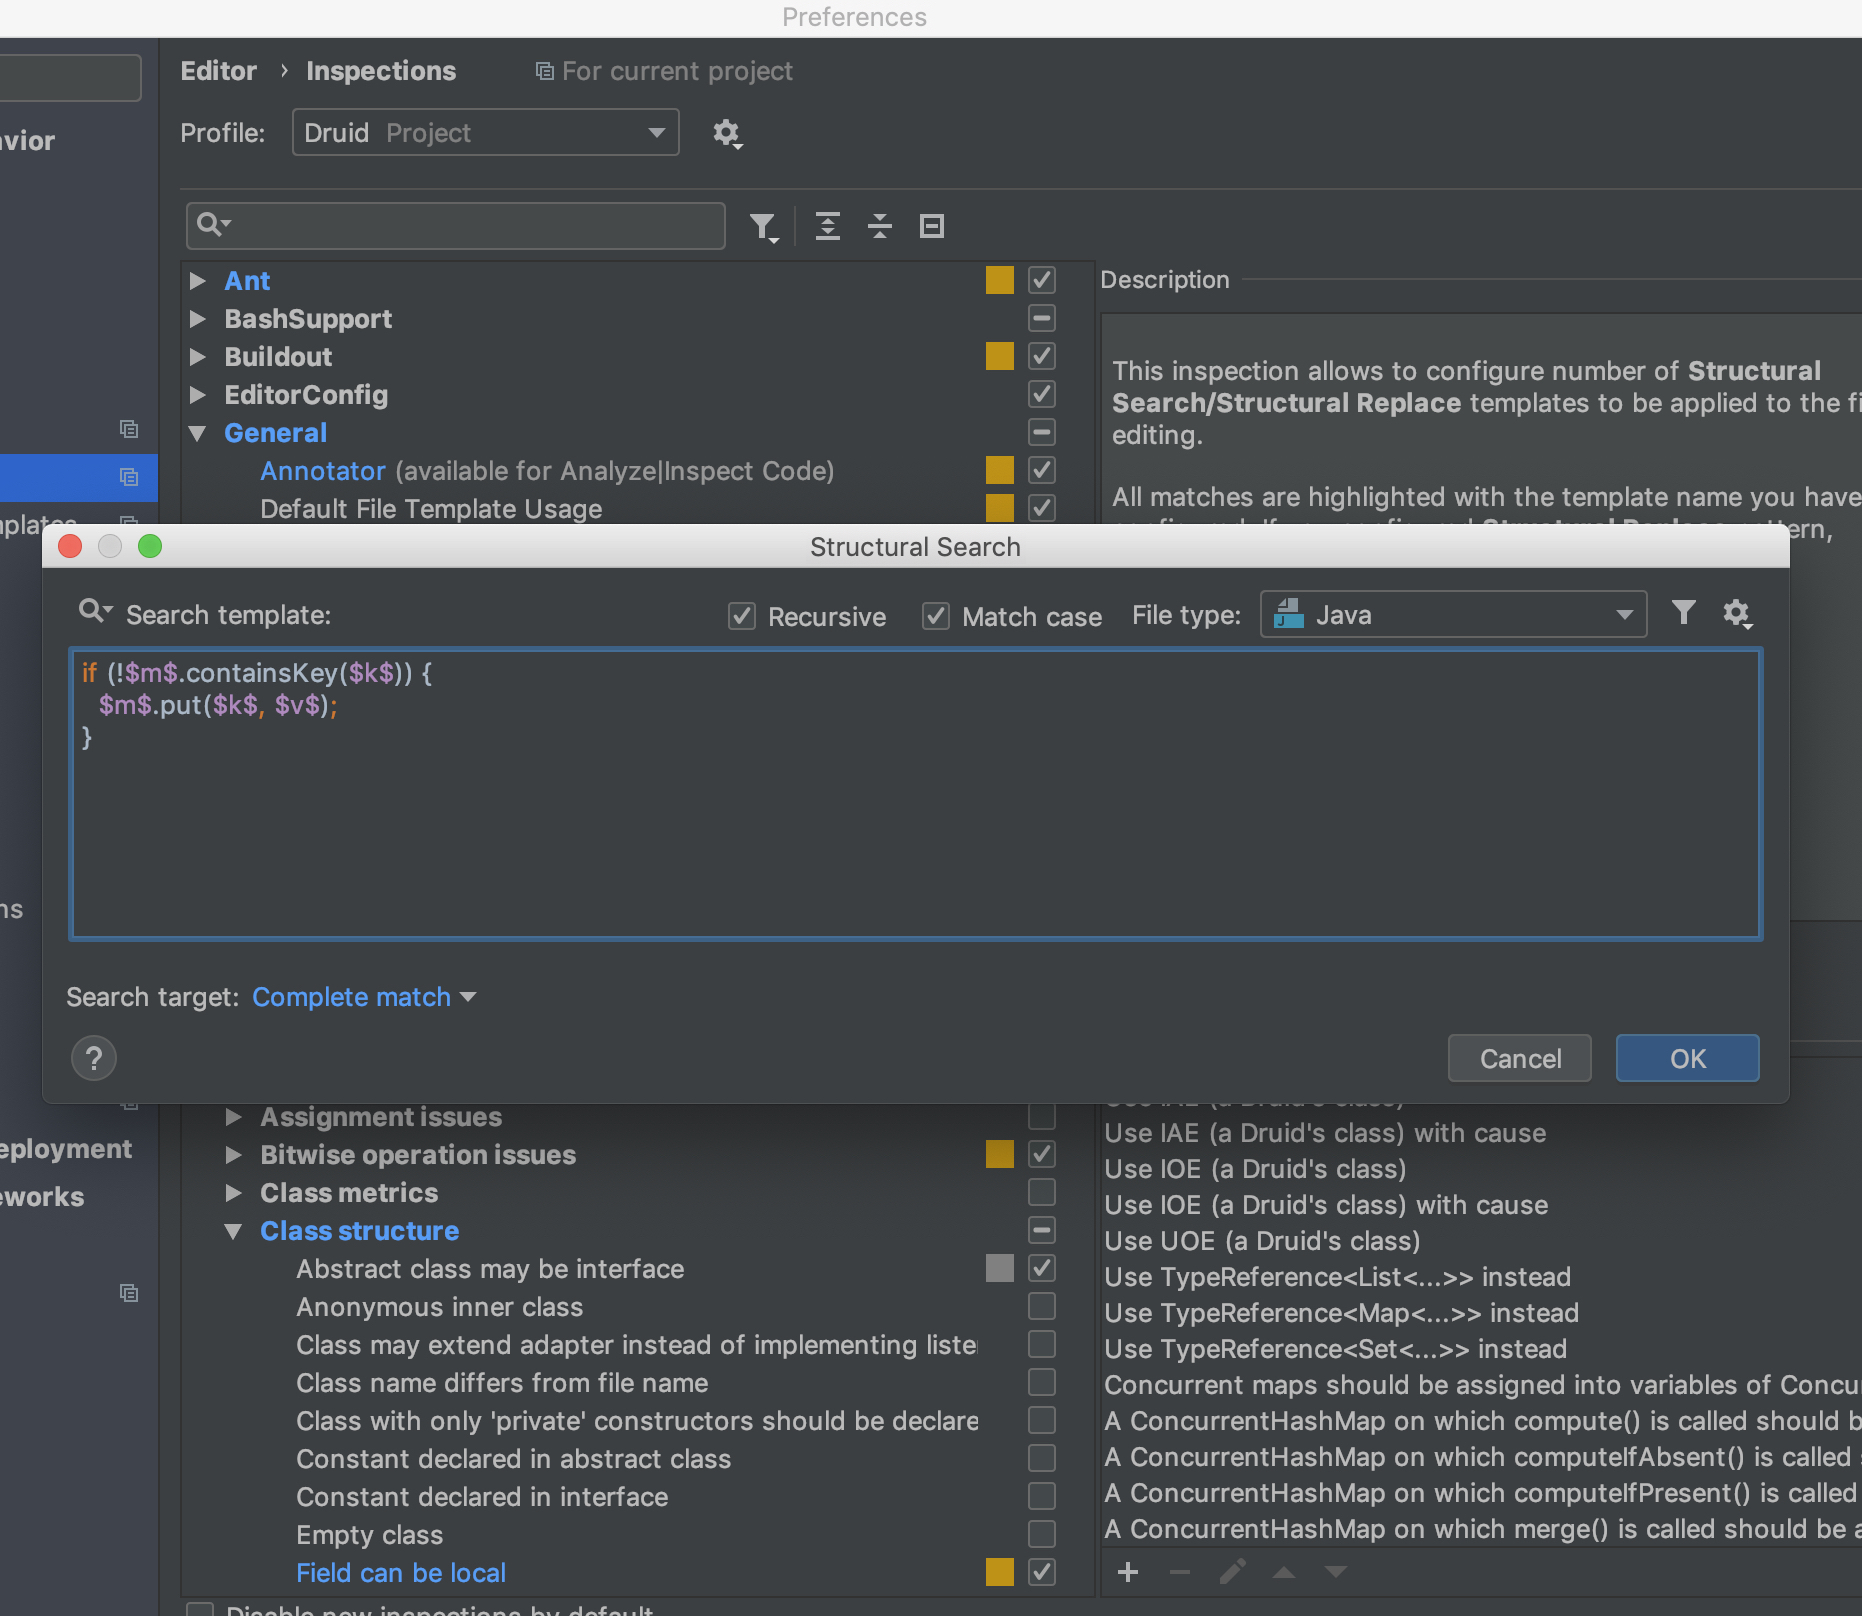 Preferences
Editor › Inspections For current project
avior
Profile: Druid Project
Ant
Description
BashSupport
Buildout
This inspection allows to configure number of Structural
EditorConfig
Search/Structural Replace templates to be applied to the fi
General
editing.
Annotator (available for Analyze|Inspect Code)
All matches are highlighted with the template name you have
Default File Template Usage
Structural Search
Search template: Recursive Match case File type: Java
if (!$m$.containsKey($k$)) {
$m$.put($k$, $v$);
}
ns
Search target: Complete match
? Cancel OK
Assignment issues
Use IAE (a Druid's class) with cause
eployment
Bitwise operation issues
Use IOE (a Druid's class)
eworks
Class metrics
Use IOE (a Druid's class) with cause
Class structure
Use UOE (a Druid's class)
Abstract class may be interface
Use TypeReference<List<...>> instead
Anonymous inner class
Use TypeReference<Map<...>> instead
Class may extend adapter instead of implementing liste
Use TypeReference<Set<...>> instead
Class name differs from file name
Concurrent maps should be assigned into variables of Concu
Class with only 'private' constructors should be declare
A ConcurrentHashMap on which compute() is called should b
Constant declared in abstract class
A ConcurrentHashMap on which computeIfAbsent() is called
Constant declared in interface
A ConcurrentHashMap on which computeIfPresent() is called
Empty class
A ConcurrentHashMap on which merge() is called should be a
Field can be local
Disable new inspections by default